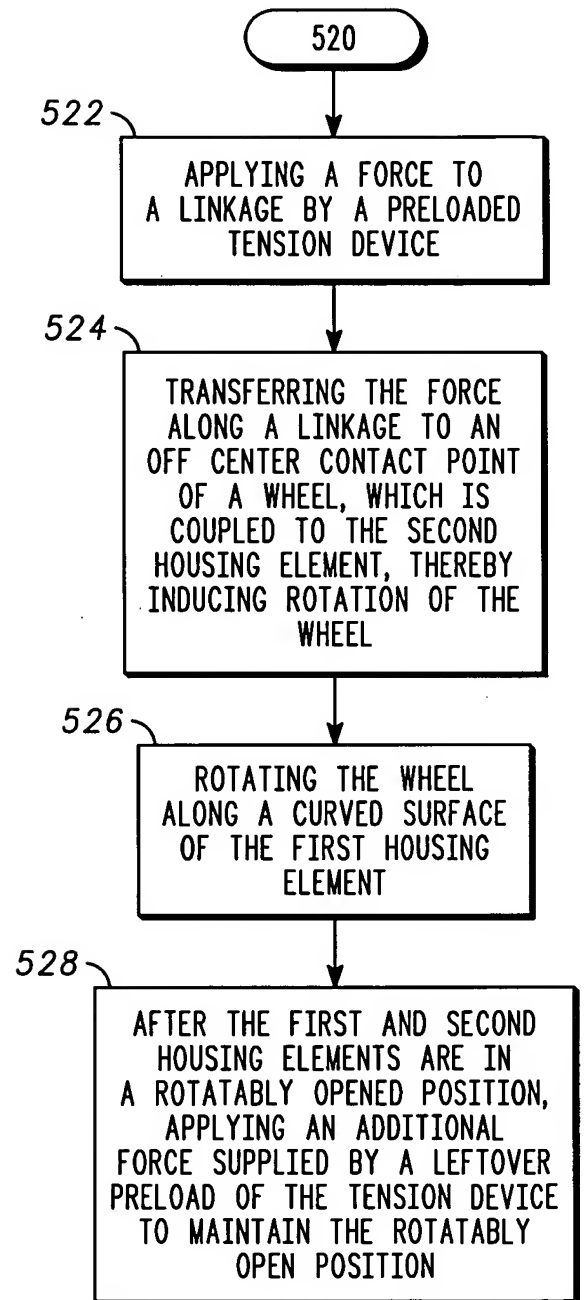 520
522
APPLYING A FORCE TO
A LINKAGE BY A PRELOADED
TENSION DEVICE
524
TRANSFERRING THE FORCE
ALONG A LINKAGE TO AN
OFF CENTER CONTACT POINT
OF A WHEEL, WHICH IS
COUPLED TO THE SECOND
HOUSING ELEMENT, THEREBY
INDUCING ROTATION OF THE
WHEEL
526
ROTATING THE WHEEL
ALONG A CURVED SURFACE
OF THE FIRST HOUSING
ELEMENT
528
AFTER THE FIRST AND SECOND
HOUSING ELEMENTS ARE IN
A ROTATABLY OPENED POSITION,
APPLYING AN ADDITIONAL
FORCE SUPPLIED BY A LEFTOVER
PRELOAD OF THE TENSION DEVICE
TO MAINTAIN THE ROTATABLY
OPEN POSITION